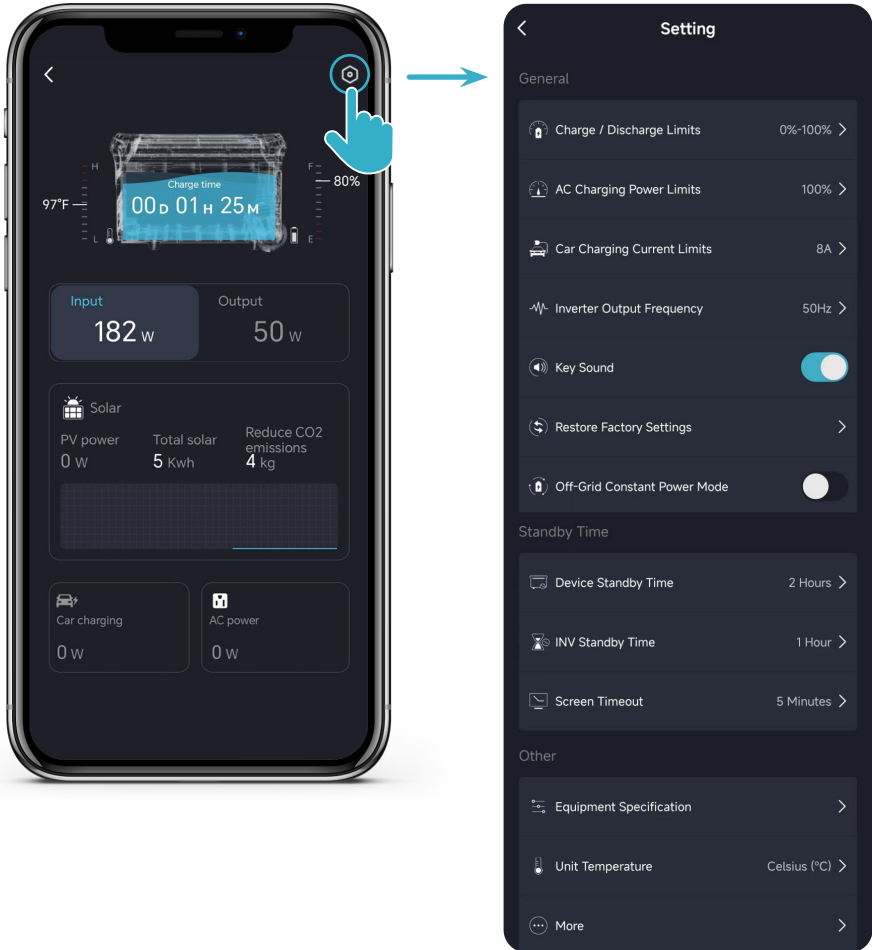 H
F
80%
97°F
Charge time
00 D 01 H 25 M
L
E
Input
Output
182 W
50 W
Solar
PV power
Total solar
Reduce CO2
emissions
0 W
5 Kwh
4 kg
Car charging
AC power
0 W
0 W
Setting
General
Charge / Discharge Limits 0%-100%
AC Charging Power Limits 100%
Car Charging Current Limits 8A
Inverter Output Frequency 50Hz
Key Sound
Restore Factory Settings
Off-Grid Constant Power Mode
Standby Time
Device Standby Time 2 Hours
INV Standby Time 1 Hour
Screen Timeout 5 Minutes
Other
Equipment Specification
Unit Temperature Celsius (°C)
More